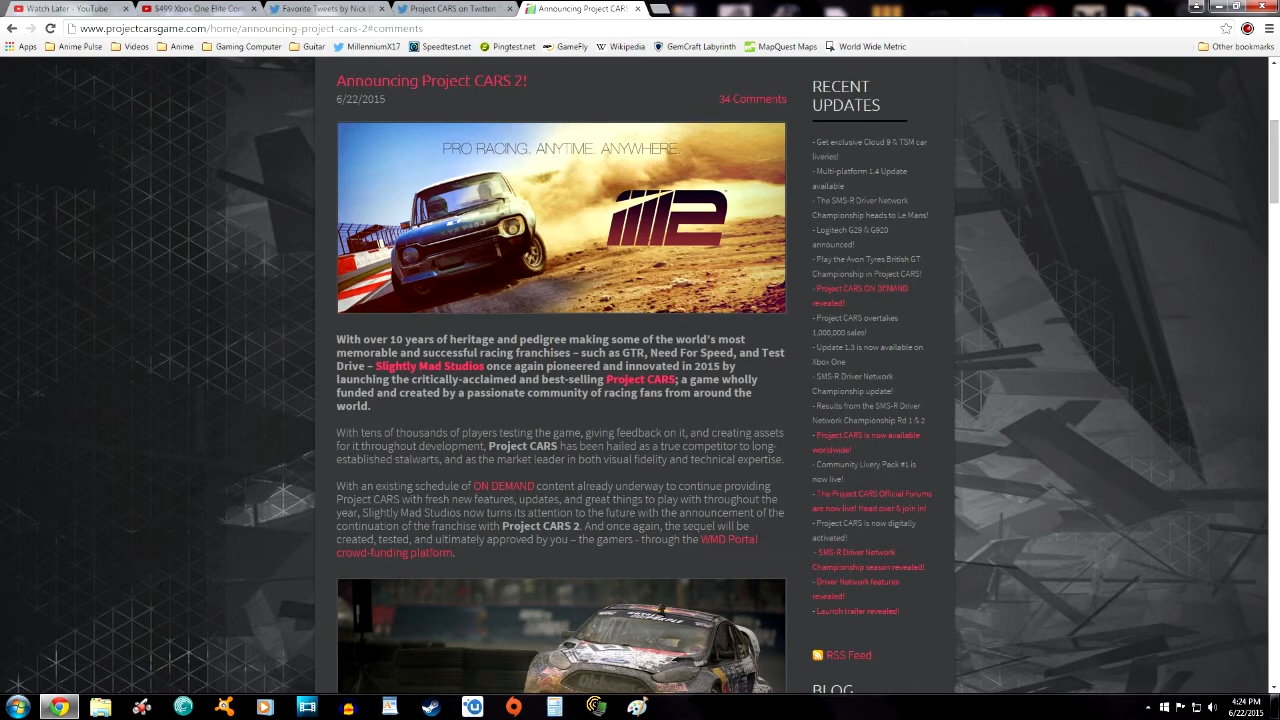 Watch Later - YouTube
$499 Xbox One Elite Con
Favorite Tweets by Nick (
Project CARS on Twitter:
Announcing Project CARS
www.projectcarsgame.com/home/announcing-project-cars-2#comments
Apps Anime Pulse Videos Anime Gaming Computer MillenniumX17 Speedtest.net Pingtest.net GameFly Wikipedia GemCraft Labyrinth MapQuest Maps World Wide Metric Other bookmarks
Announcing Project CARS 2!
6/22/2015
34 Comments
PRO RACING. ANYTIME. ANYWHERE.
With over 10 years of heritage and pedigree making some of the world's most
memorable and successful racing franchises – such as GTR, Need For Speed, and Test
Drive – Slightly Mad Studios once again pioneered and innovated in 2015 by
launching the critically-acclaimed and best-selling Project CARS; a game wholly
funded and created by a passionate community of racing fans from around the
world.
With tens of thousands of players testing the game, giving feedback on it, and creating assets
for it throughout development, Project CARS has been hailed as a true competitor to long-
established stalwarts, and as the market leader in both visual fidelity and technical expertise.
With an existing schedule of ON DEMAND content already underway to continue providing
Project CARS with fresh new features, updates, and great things to play with throughout the
year, Slightly Mad Studios now turns its attention to the future with the announcement of the
continuation of the franchise with Project CARS 2. And once again, the sequel will be
created, tested, and ultimately approved by you – the gamers - through the WMD Portal
crowd-funding platform.
RECENT
UPDATES
- Get exclusive Cloud 9 & TSM car
liveries!
- Multi-platform 1.4 Update
available
- The SMS-R Driver Network
Championship heads to Le Mans!
- Logitech G29 & G920
announced!
- Play the Avon Tyres British GT
Championship in Project CARS!
- Project CARS ON DEMAND
revealed!
- Project CARS overtakes
1,000,000 sales!
- Update 1.3 is now available on
Xbox One
- SMS-R Driver Network
Championship update!
- Results from the SMS-R Driver
Network Championship Rd 1 & 2
- Project CARS is now available
worldwide!
- Community Livery Pack #1 is
now live!
- The Project CARS Official Forums
are now live! Head over & join in!
- Project CARS is now digitally
activated!
- SMS-R Driver Network
Championship season revealed!
- Driver Network features
revealed!
- Launch trailer revealed!
RSS Feed
BLOG
4:24 PM
6/22/2015